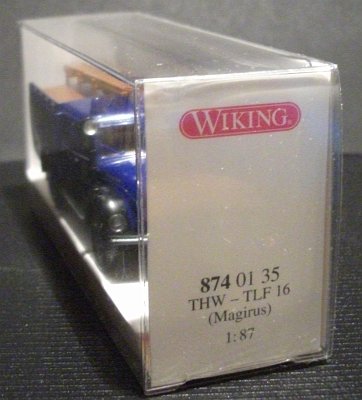 WIKING®
874 01 35
THW – TLF 16
(Magirus)
1:87